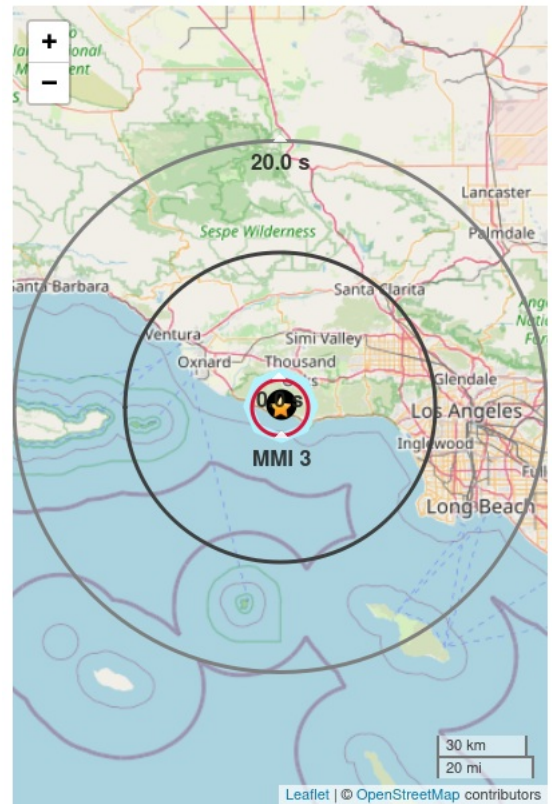 +
−
20.0 s
Lancaster
Palmdale
Sespe Wilderness
Santa Barbara
Santa Clarita
Ventura
Simi Valley
Oxnard
Thousand
Glendale
Los Angeles
Inglewood
MMI 3
Long Beach
30 km
20 mi
Leaflet | © OpenStreetMap contributors